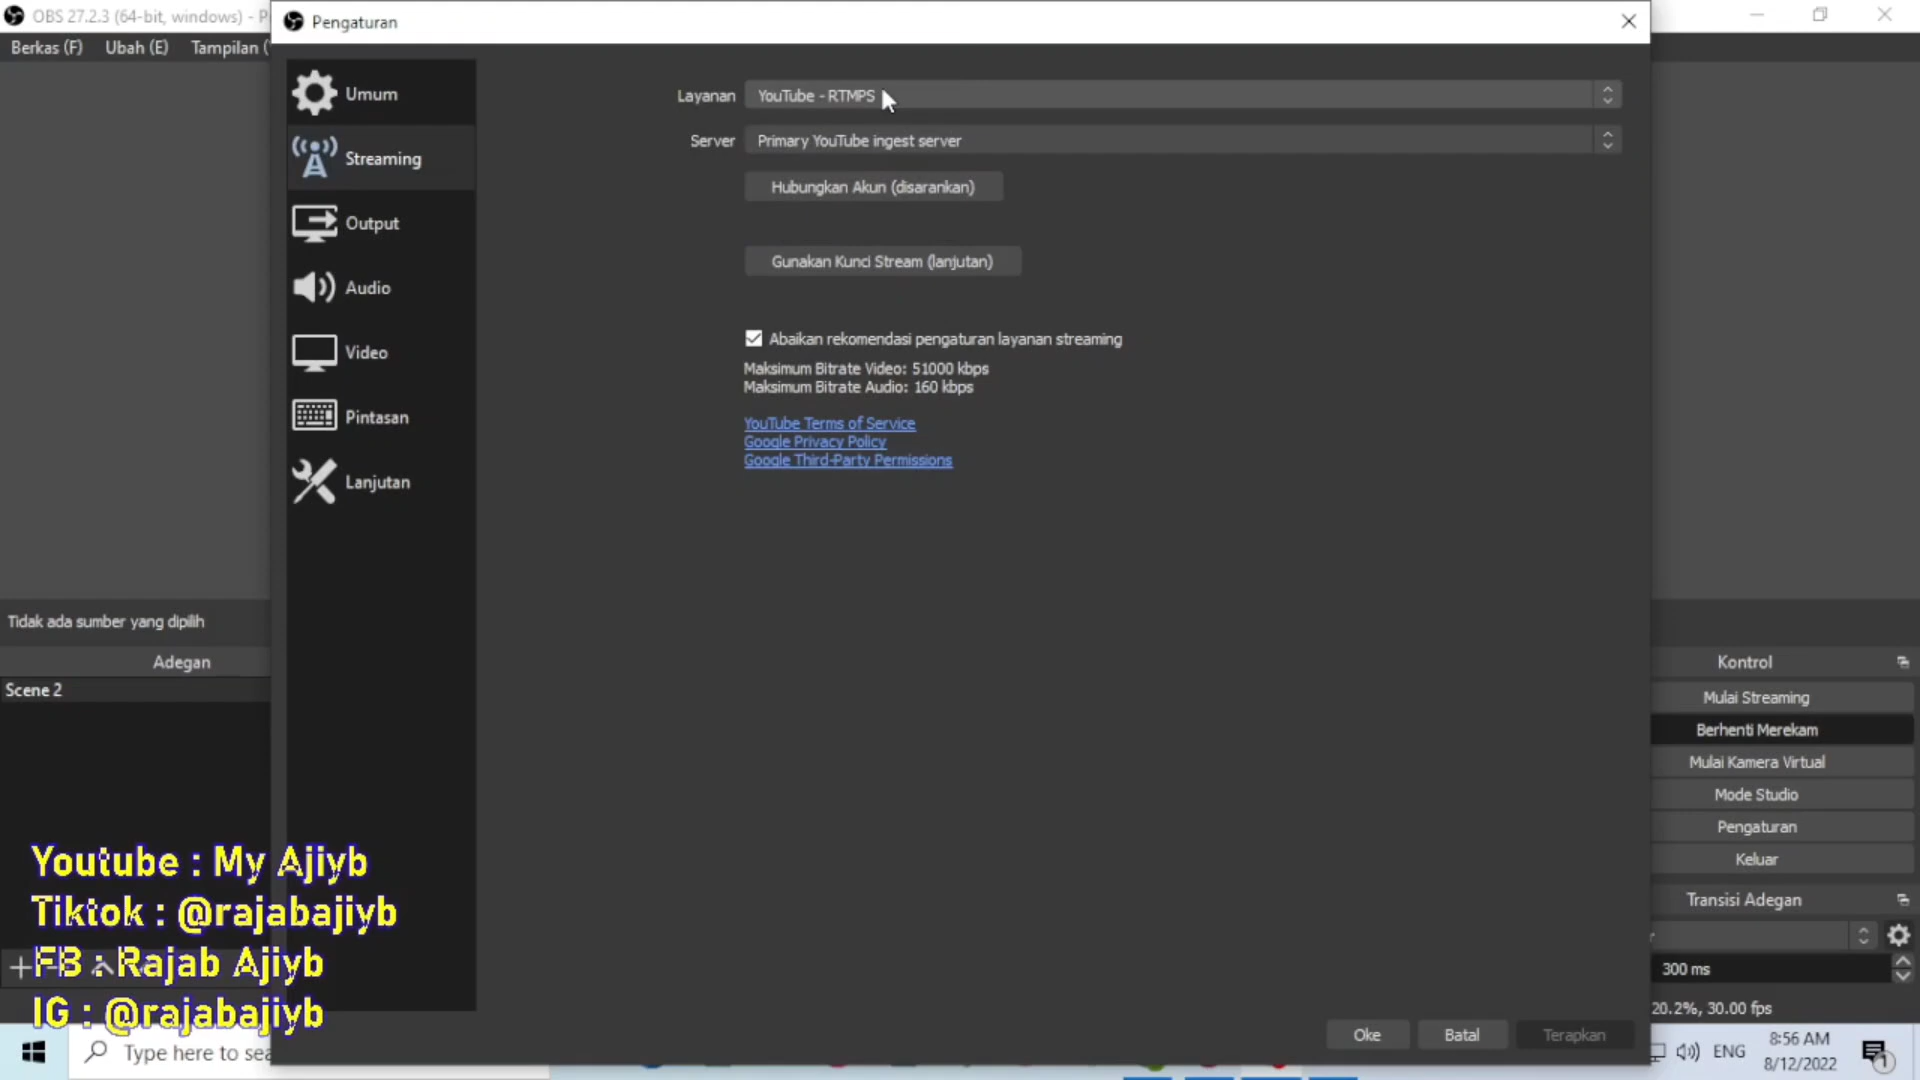 OBS 27.2.3 (64-bit, windows) - P
Berkas (F) Ubah (E) Tampilan (
Pengaturan
Umum
Streaming
Output
Audio
Video
Pintasan
Lanjutan
Layanan YouTube - RTMPS
Server Primary YouTube ingest server
Hubungkan Akun (disarankan)
Gunakan Kunci Stream (lanjutan)
Abaikan rekomendasi pengaturan layanan streaming
Maksimum Bitrate Video: 51000 kbps
Maksimum Bitrate Audio: 160 kbps
YouTube Terms of Service
Google Privacy Policy
Google Third-Party Permissions
Oke Batal Terapkan
Tidak ada sumber yang dipilih
Adegan
Scene 2
Kontrol
Mulai Streaming
Berhenti Merekam
Mulai Kamera Virtual
Mode Studio
Pengaturan
Keluar
Transisi Adegan
300 ms
20.2%, 30.00 fps
Youtube : My Ajiyb
Tiktok : @rajabajiyb
FB : Rajab Ajiyb
IG : @rajabajiyb
Type here to sea
ENG
8:56 AM
8/12/2022
1